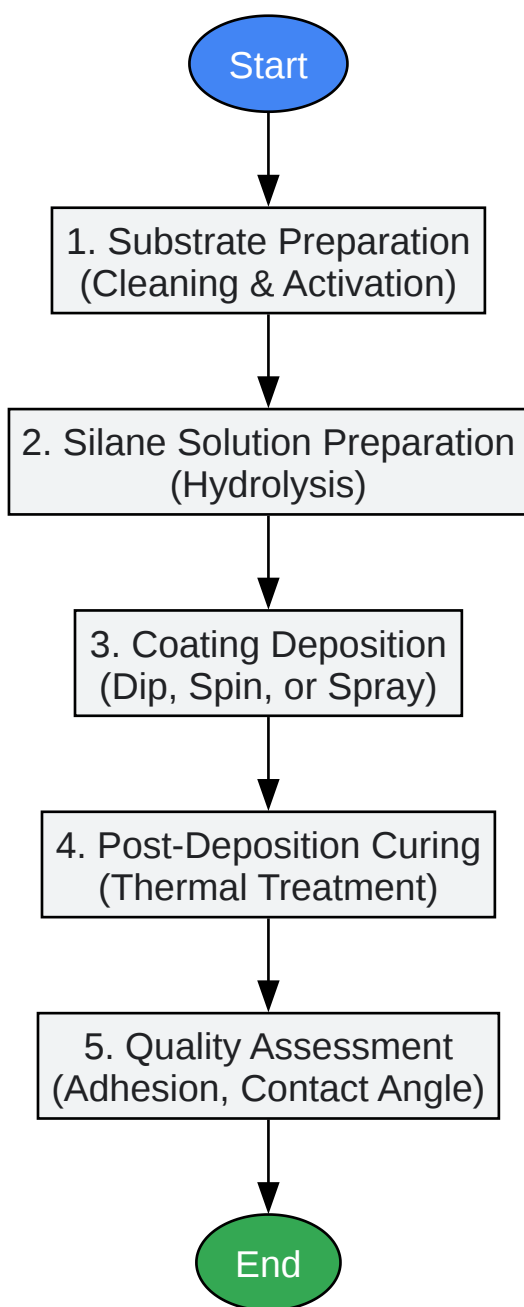 Start
1. Substrate Preparation
(Cleaning & Activation)
2. Silane Solution Preparation
(Hydrolysis)
3. Coating Deposition
(Dip, Spin, or Spray)
4. Post-Deposition Curing
(Thermal Treatment)
5. Quality Assessment
(Adhesion, Contact Angle)
End